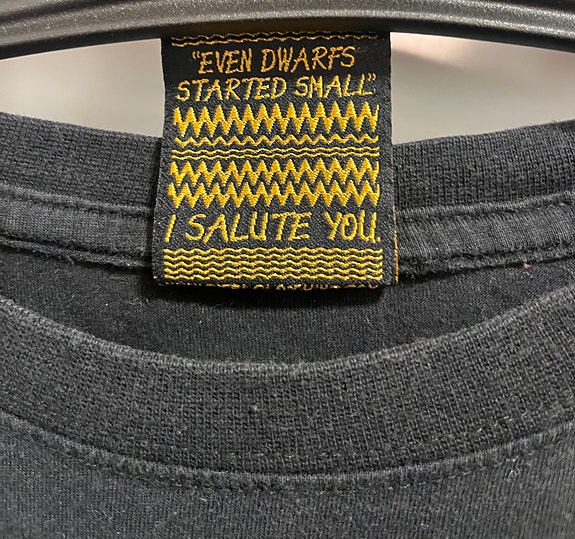 "EVEN DWARFS
STARTED SMALL"
I SALUTE YOU.